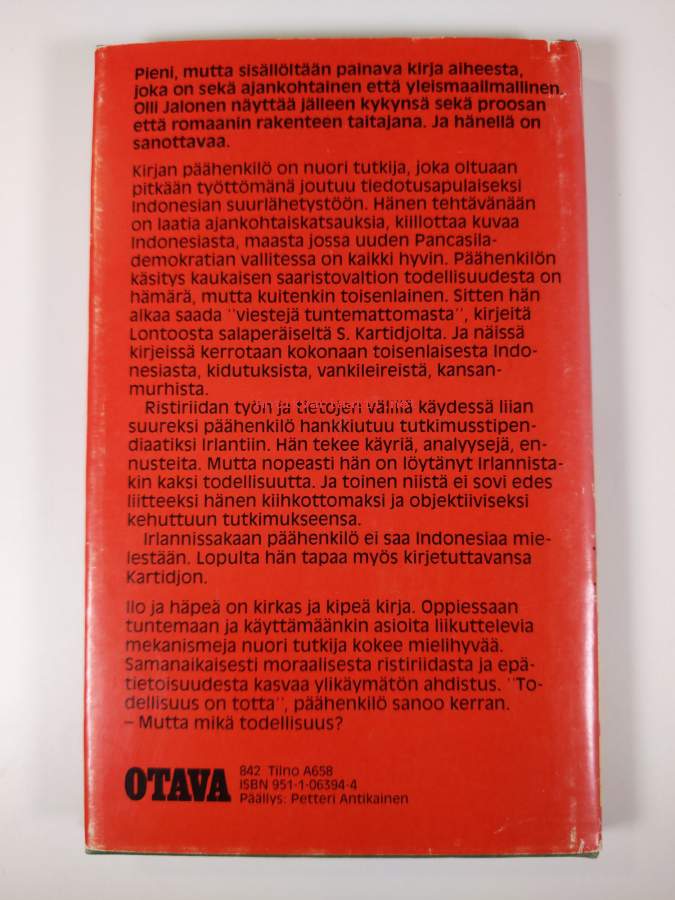 Pieni, mutta sisällöltään painava kirja aiheesta,
joka on sekä ajankohtainen että yleismaailmallinen.
Olli Jalonen näyttää jälleen kykynsä sekä proosan
että romaanin rakenteen taitajana. Ja hänellä on
sanottavaa.
Kirjan päähenkilö on nuori tutkija, joka oltuaan
pitkään työttömänä joutuu tiedotusapulaiseksi
Indonesian suurlähetystöön. Hänen tehtävänään
on laatia ajankohtaiskatsauksia, kiillottaa kuvaa
Indonesiasta, maasta jossa uuden Pancasila-
demokratian vallitessa on kaikki hyvin. Päähenkilön
käsitys kaukaisen saaristovaltion todellisuudesta on
hämärä, mutta kuitenkin toisenlainen. Sitten hän
alkaa saada "viestejä tuntemattomasta", kirjeitä
Lontoosta salaperäiseltä S. Kartidjolta. Ja näissä
kirjeissä kerrotaan kokonaan toisenlaisesta Indo-
nesiasta, kidutuksista, vankileireistä, kansan-
murhista.
Ristiriidan työn ja tietojen välillä käydessä liian
suureksi päähenkilö hankkiutuu tutkimusstipen-
diaatiksi Irlantiin. Hän tekee käyriä, analyysejä, en-
nusteita. Mutta nopeasti hän on löytänyt Irlannista-
kin kaksi todellisuutta. Ja toinen niistä ei sovi edes
liitteeksi hänen kiihkottomaksi ja objektiiviseksi
kehuttuun tutkimukseensa.
Irlannissakaan päähenkilö ei saa Indonesiaa mie-
lestään. Lopulta hän tapaa myös kirjetuttavansa
Kartidjon.
Ilo ja häpeä on kirkas ja kipeä kirja. Oppiessaan
tuntemaan ja käyttämäänkin asioita liikuttelevia
mekanismeja nuori tutkija kokee mielihyvää.
Samanaikaisesti moraalisesta ristiriidasta ja epä-
tietoisuudesta kasvaa ylikäymätön ahdistus. "To-
dellisuus on totta", päähenkilö sanoo kerran.
– Mutta mikä todellisuus?
OTAVA
842 Tilno A658
ISBN 951-1-06394-4
Päällys: Petteri Antikainen